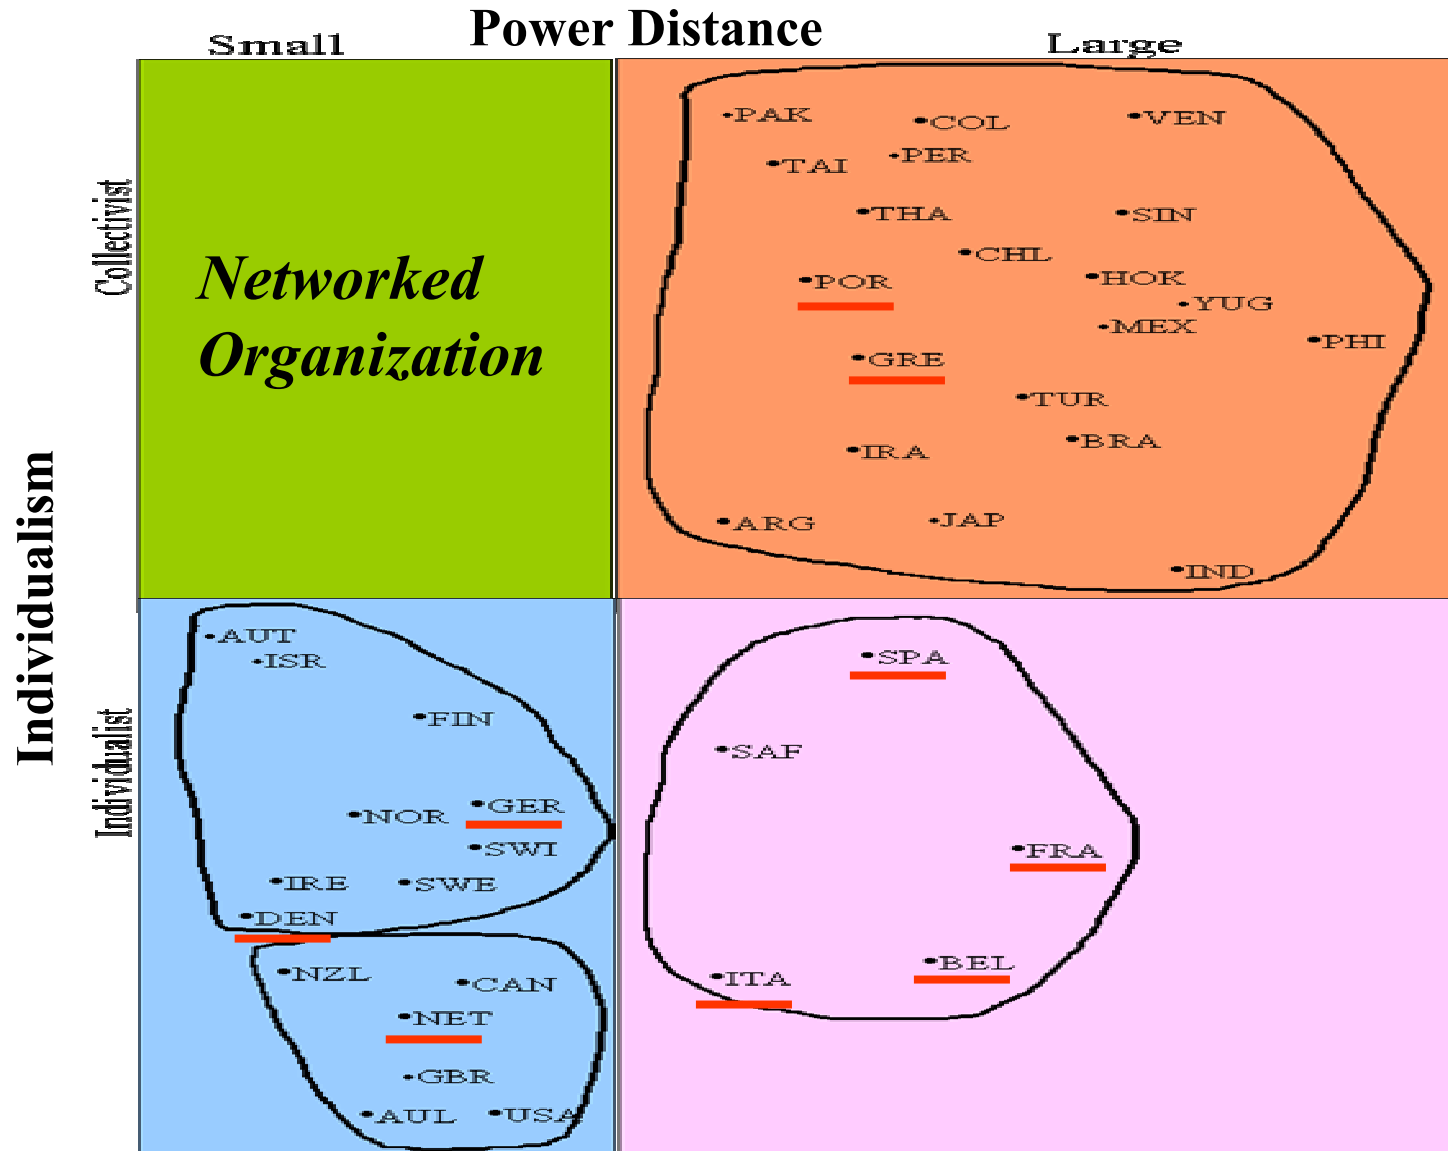 Power Distance
Small
Large
Individualism
Collectivist
Individualist
Networked
Organization
PAK
COL
VEN
TAI
PER
THA
SIN
CHL
POR
HOK
YUG
MEX
PHI
GRE
TUR
BRA
IRA
ARG
JAP
IND
AUT
ISR
FIN
NOR
GER
SWI
IRE
SWE
DEN
NZL
CAN
NET
GBR
AUL
USA
SPA
SAF
FRA
ITA
BEL